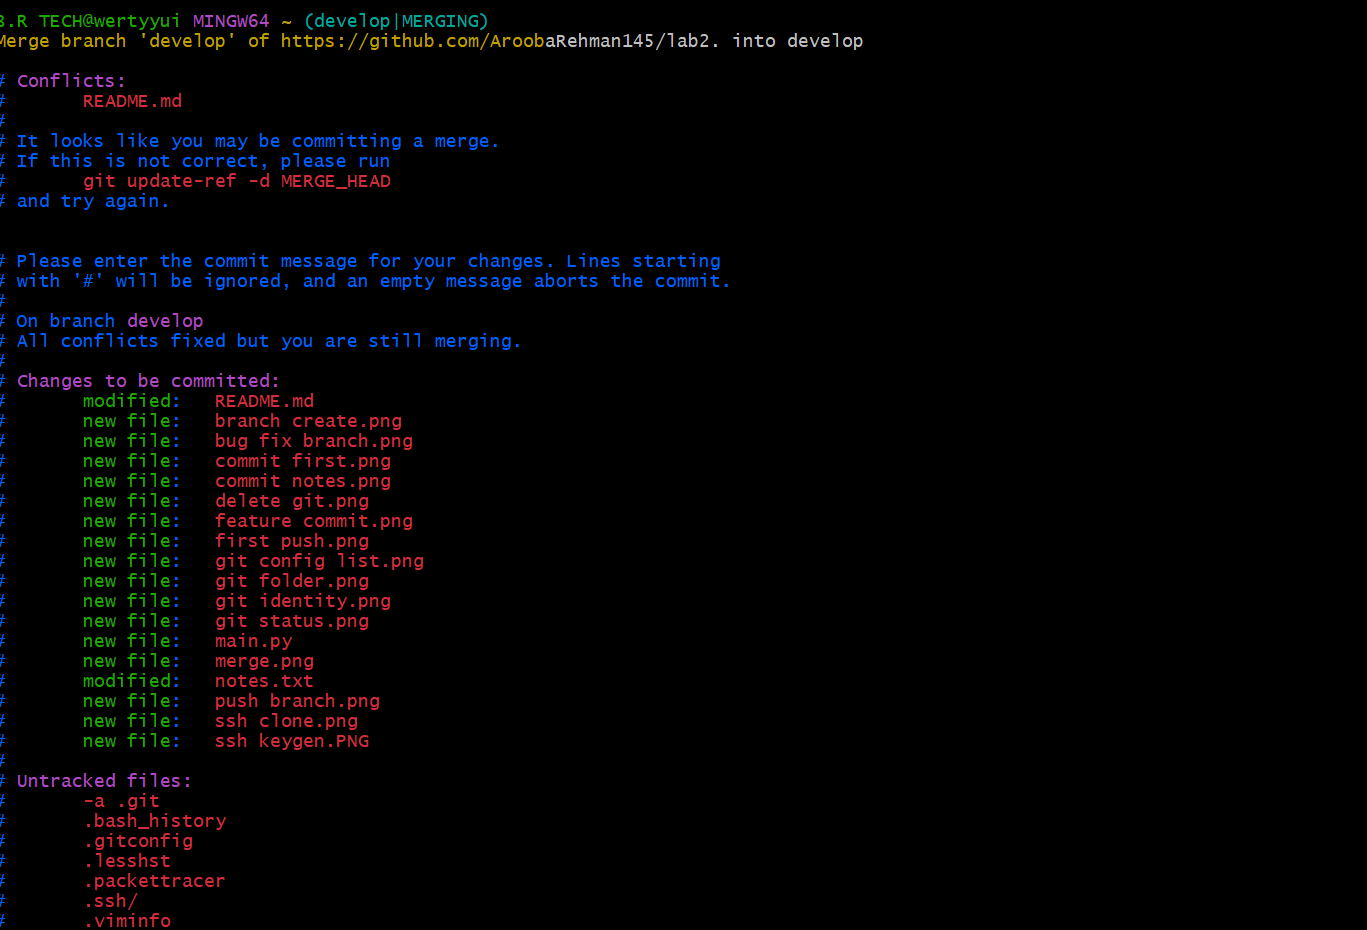 B.R TECH@wertyyui MINGW64 ~ (develop|MERGING)
Merge branch 'develop' of https://github.com/AroobaRehman145/lab2. into develop
# Conflicts:
#       README.md
#
# It looks like you may be committing a merge.
# If this is not correct, please run
#       git update-ref -d MERGE_HEAD
# and try again.
# Please enter the commit message for your changes. Lines starting
# with '#' will be ignored, and an empty message aborts the commit.
#
# On branch develop
# All conflicts fixed but you are still merging.
#
# Changes to be committed:
#       modified:   README.md
#       new file:   branch create.png
#       new file:   bug fix branch.png
#       new file:   commit first.png
#       new file:   commit notes.png
#       new file:   delete git.png
#       new file:   feature commit.png
#       new file:   first push.png
#       new file:   git config list.png
#       new file:   git folder.png
#       new file:   git identity.png
#       new file:   git status.png
#       new file:   main.py
#       new file:   merge.png
#       modified:   notes.txt
#       new file:   push branch.png
#       new file:   ssh clone.png
#       new file:   ssh keygen.PNG
#
# Untracked files:
#       -a .git
#       .bash_history
#       .gitconfig
#       .lesshst
#       .packettracer
#       .ssh/
#       .viminfo